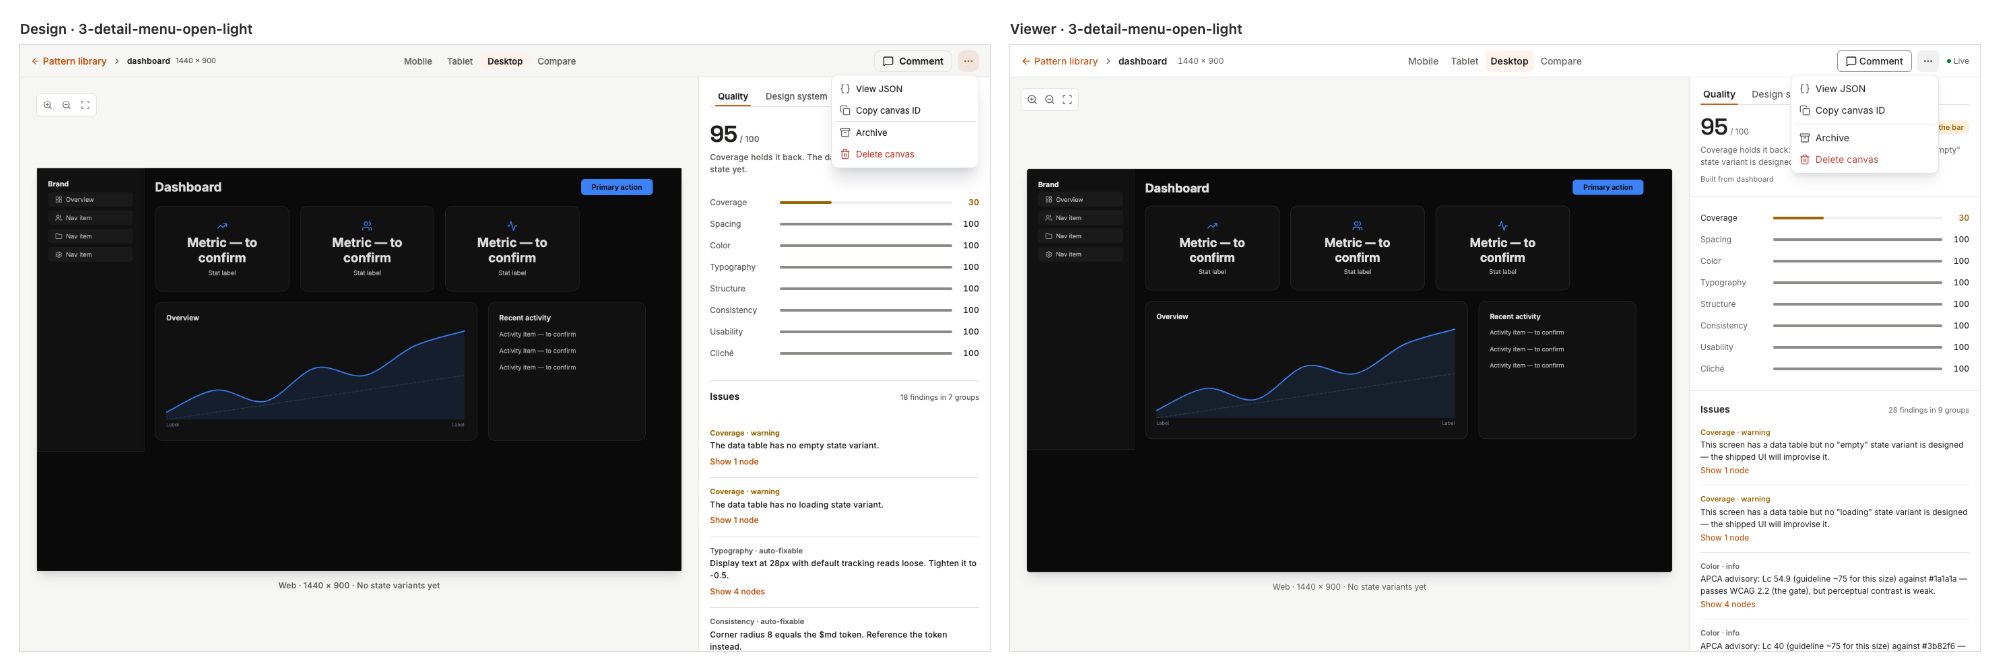 Design · 3-detail-menu-open-light
← Pattern library > dashboard 1440 × 900
Mobile Tablet Desktop Compare
Comment
View JSON
Copy canvas ID
Archive
Delete canvas
Quality Design system
95 / 100
Coverage holds it back. The
state yet.
Brand
Overview
Nav item
Nav item
Nav item
Dashboard
Primary action
Metric — to
confirm
Stat label
Metric — to
confirm
Stat label
Metric — to
confirm
Stat label
Overview
Label Label
Recent activity
Activity item — to confirm
Activity item — to confirm
Activity item — to confirm
Web · 1440 × 900 · No state variants yet
Coverage 30
Spacing 100
Color 100
Typography 100
Structure 100
Consistency 100
Usability 100
Cliché 100
Issues 18 findings in 7 groups
Coverage · warning
The data table has no empty state variant.
Show 1 node
Coverage · warning
The data table has no loading state variant.
Show 1 node
Typography · auto-fixable
Display text at 28px with default tracking reads loose. Tighten it to
-0.5.
Show 4 nodes
Consistency · auto-fixable
Corner radius 8 equals the $md token. Reference the token
instead.
Viewer · 3-detail-menu-open-light
← Pattern library > dashboard 1440 × 900
Mobile Tablet Desktop Compare
Comment
Live
View JSON
Copy canvas ID
Archive
Delete canvas
Quality Design s
95 / 100
the bar
Coverage holds it back:
state variant is designe
Built from dashboard
Brand
Overview
Nav item
Nav item
Nav item
Dashboard
Primary action
Metric — to
confirm
Stat label
Metric — to
confirm
Stat label
Metric — to
confirm
Stat label
Overview
Label Label
Recent activity
Activity item — to confirm
Activity item — to confirm
Activity item — to confirm
Web · 1440 × 900 · No state variants yet
Coverage 30
Spacing 100
Color 100
Typography 100
Structure 100
Consistency 100
Usability 100
Cliché 100
Issues 28 findings in 9 groups
Coverage · warning
This screen has a data table but no "empty" state variant is designed
— the shipped UI will improvise it.
Show 1 node
Coverage · warning
This screen has a data table but no "loading" state variant is designed
— the shipped UI will improvise it.
Show 1 node
Color · info
APCA advisory: Lc 54.9 (guideline ~75 for this size) against #1a1a1a —
passes WCAG 2.2 (the gate), but perceptual contrast is weak.
Show 4 nodes
Color · info
APCA advisory: Lc 40 (guideline ~75 for this size) against #3b82f6 —